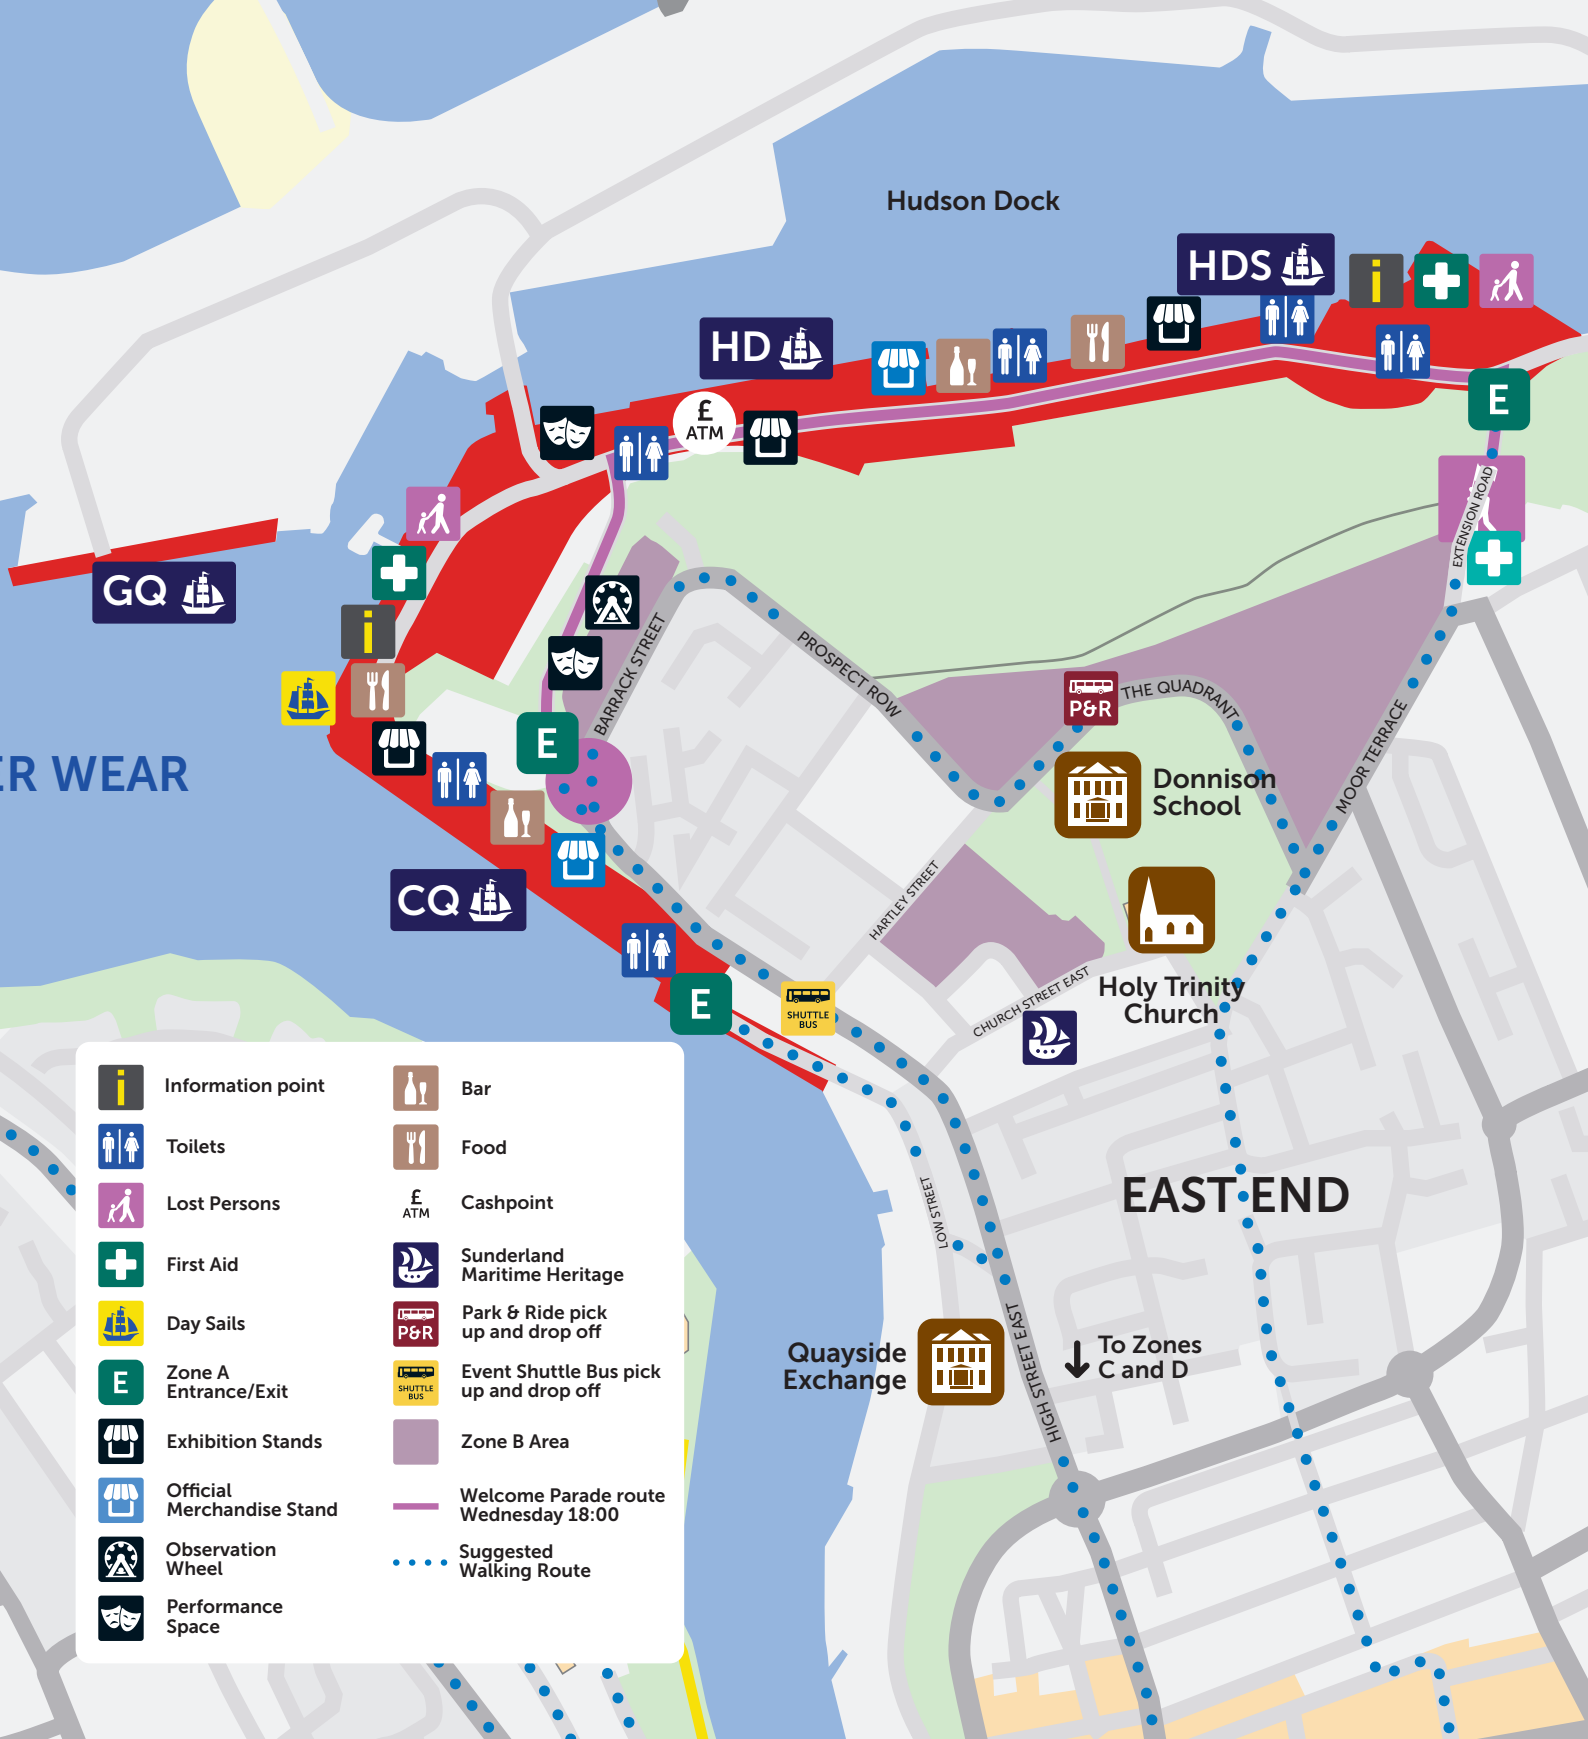 Hudson Dock
HDS
i
HD
£
ATM
E
EXTENSION ROAD
GQ
i
BARRACK STREET
PROSPECT ROW
P&R
THE QUADRANT
MOOR TERRACE
E
ER WEAR
Donnison
School
HARTLEY STREET
CQ
E
SHUTTLE
BUS
CHURCH STREET EAST
Holy Trinity
Church
EAST END
LOW STREET
HIGH STREET EAST
Quayside
Exchange
To Zones
C and D
i
Information point
Toilets
Lost Persons
First Aid
Day Sails
E
Zone A
Entrance/Exit
Exhibition Stands
Official
Merchandise Stand
Observation
Wheel
Performance
Space
Bar
Food
£
ATM
Cashpoint
Sunderland
Maritime Heritage
P&R
Park & Ride pick
up and drop off
SHUTTLE
BUS
Event Shuttle Bus pick
up and drop off
Zone B Area
Welcome Parade route
Wednesday 18:00
Suggested
Walking Route